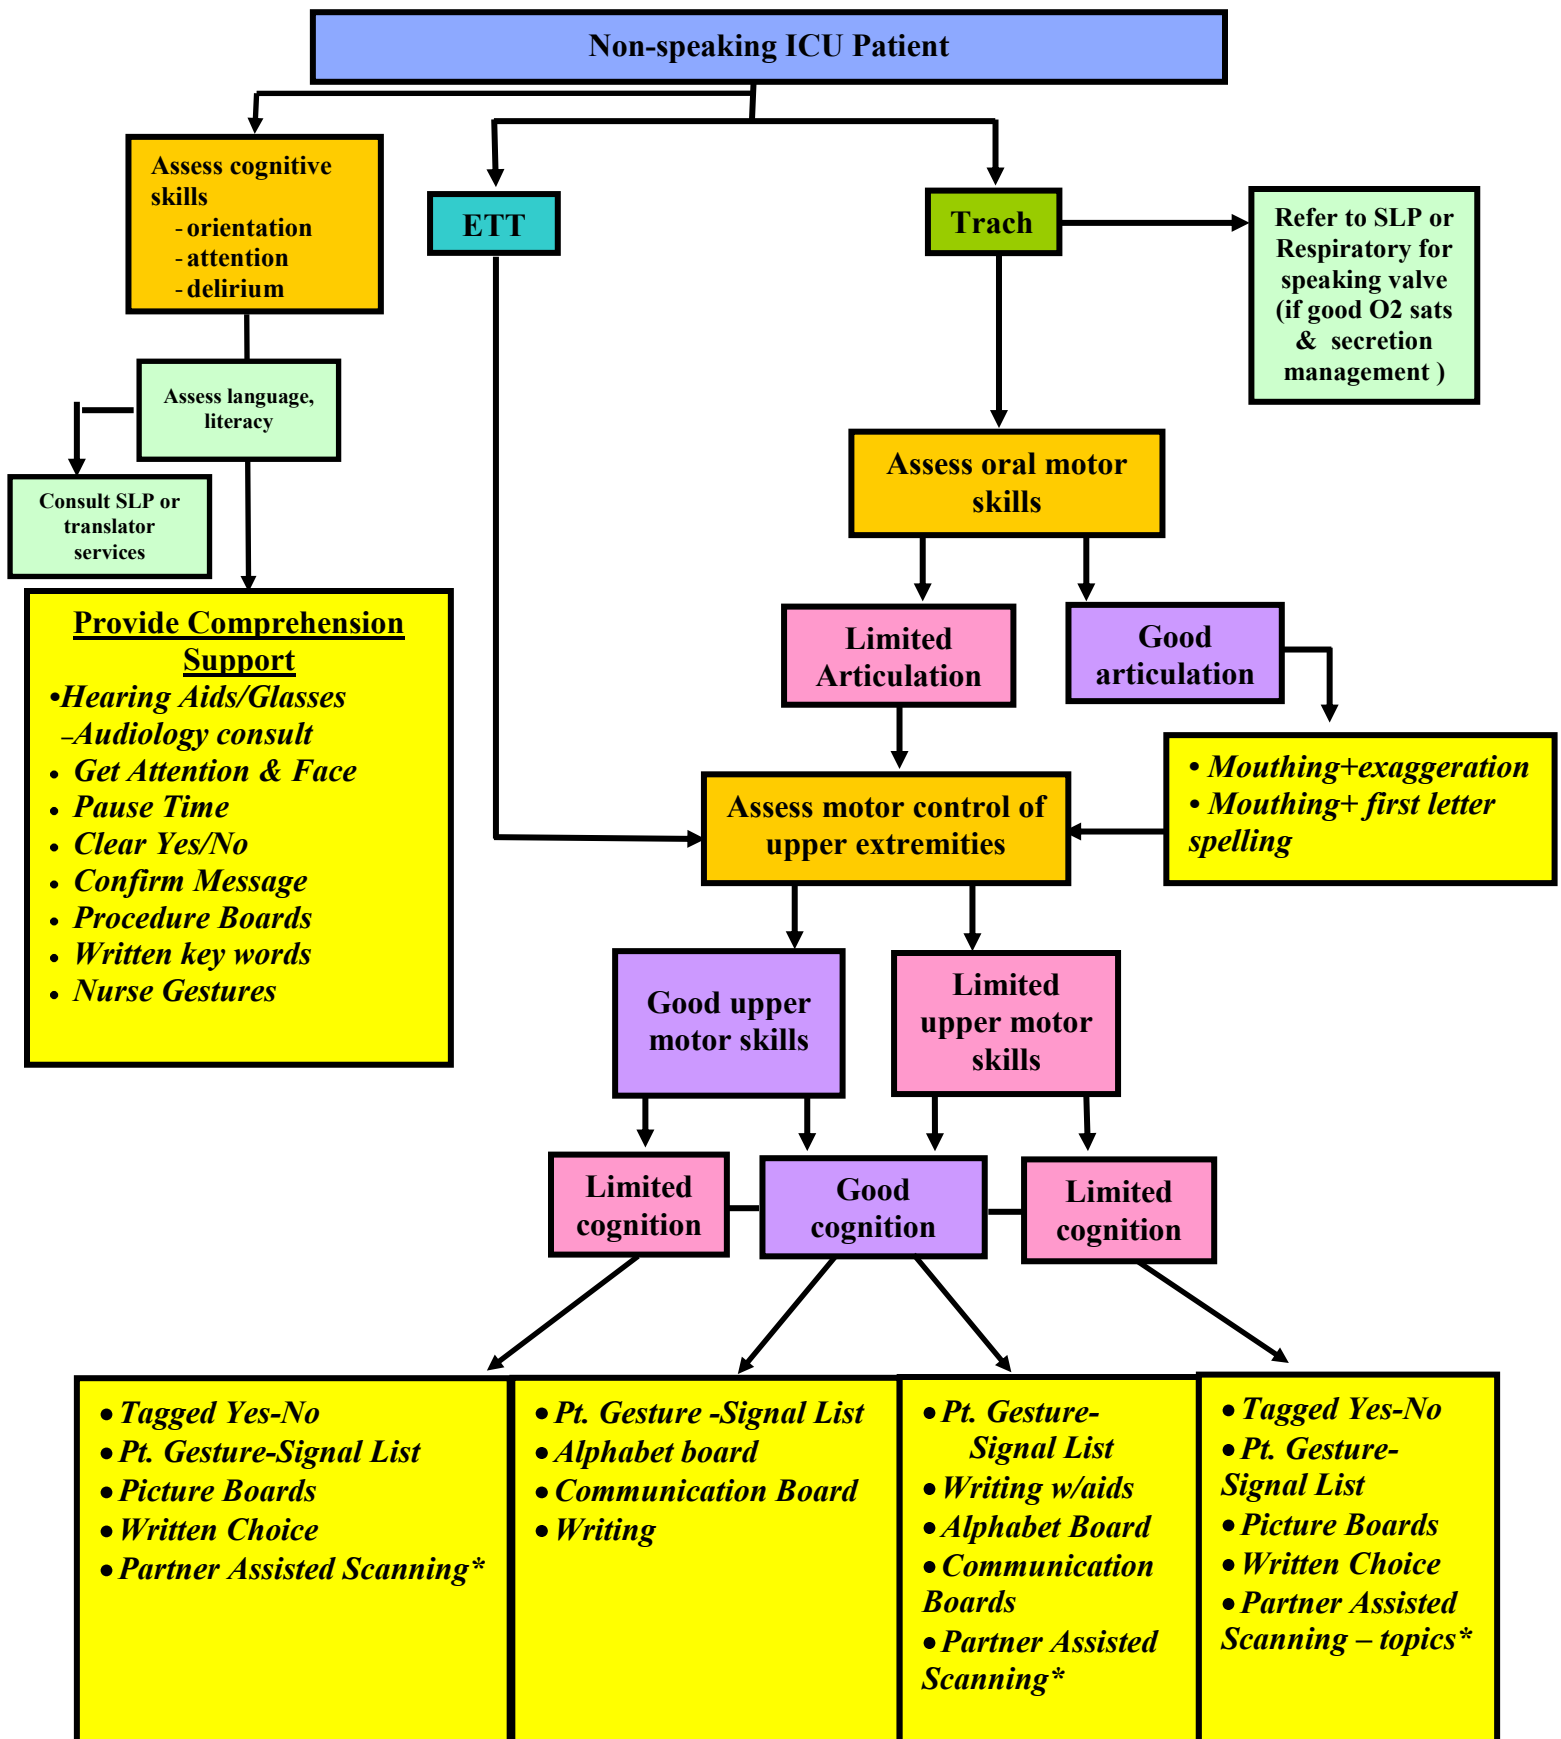 Non-speaking ICU Patient
Assess cognitive
skills
- orientation
- attention
- delirium
ETT
Trach
Refer to SLP or
Respiratory for
speaking valve
(if good O2 sats
& secretion
management )
Assess language,
literacy
Consult SLP or
translator
services
Assess oral motor
skills
Limited
Articulation
Good
articulation
Provide Comprehension
Support
•Hearing Aids/Glasses
–Audiology consult
• Get Attention & Face
• Pause Time
• Clear Yes/No
• Confirm Message
• Procedure Boards
• Written key words
• Nurse Gestures
• Mouthing+exaggeration
• Mouthing+ first letter
spelling
Assess motor control of
upper extremities
Good upper
motor skills
Limited
upper motor
skills
Limited
cognition
Good
cognition
Limited
cognition
• Tagged Yes-No
• Pt. Gesture-Signal List
• Picture Boards
• Written Choice
• Partner Assisted Scanning*
• Pt. Gesture -Signal List
• Alphabet board
• Communication Board
• Writing
• Pt. Gesture-
Signal List
• Writing w/aids
• Alphabet Board
• Communication
Boards
• Partner Assisted
Scanning*
• Tagged Yes-No
• Pt. Gesture-
Signal List
• Picture Boards
• Written Choice
• Partner Assisted
Scanning – topics*